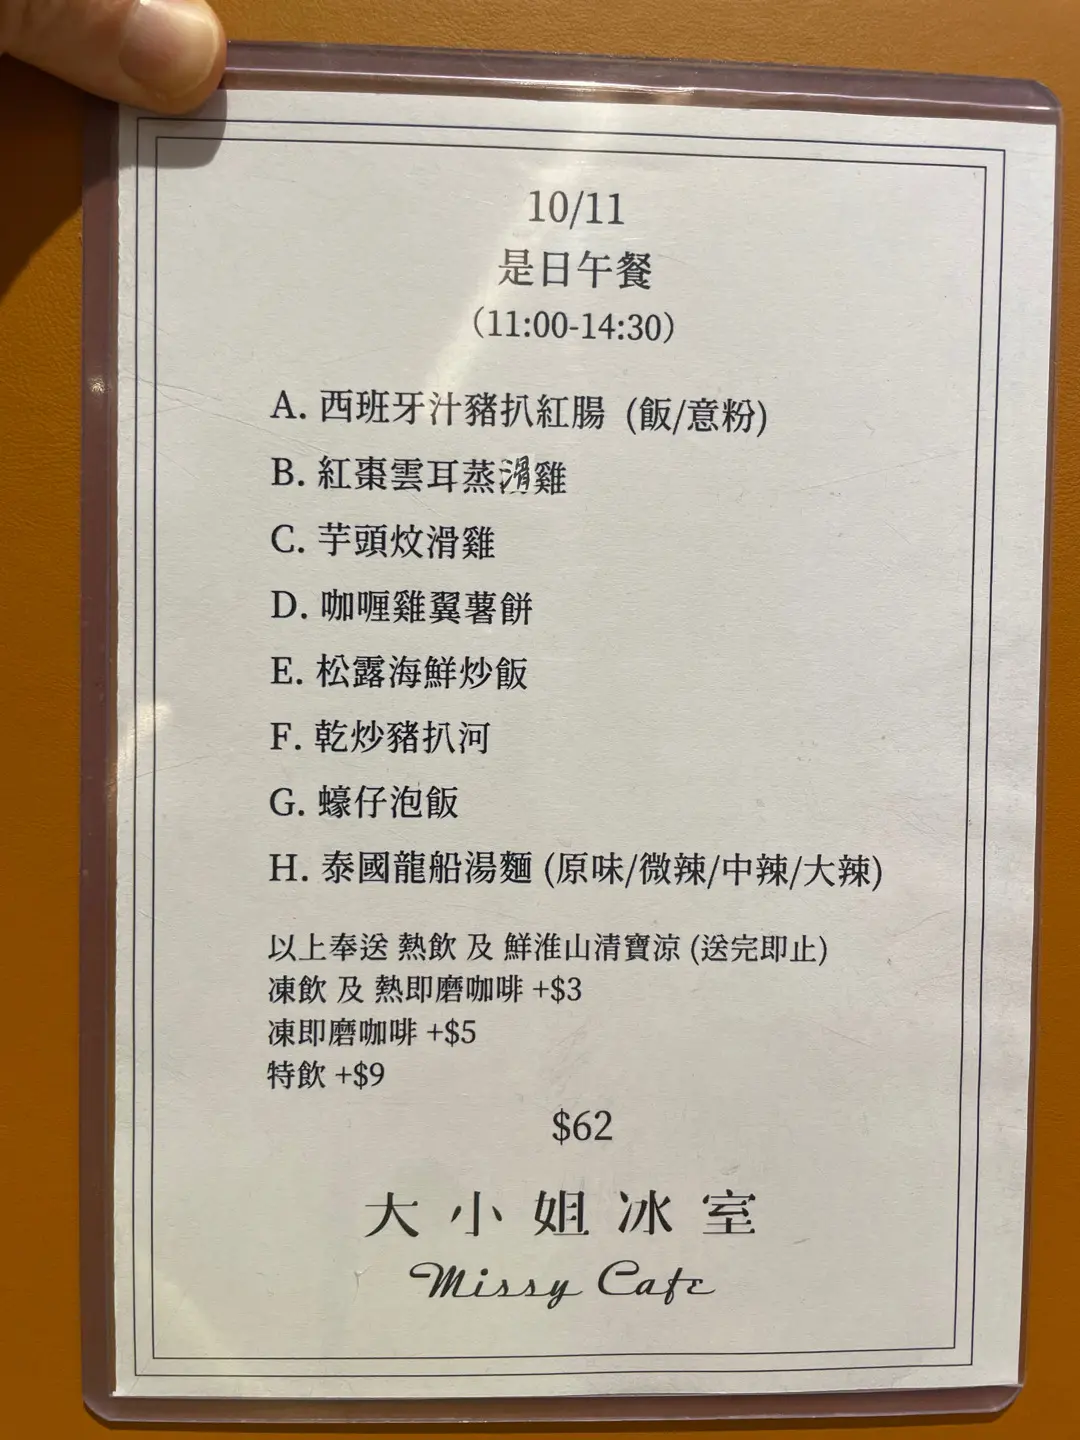 10/11
是日午餐
（11:00-14:30）
A. 西班牙汁豬扒紅腸 (飯/意粉)
B. 紅棗雲耳蒸滑雞
C. 芋頭炆滑雞
D. 咖喱雞翼薯餅
E. 松露海鮮炒飯
F. 乾炒豬扒河
G. 蠔仔泡飯
H. 泰國龍船湯麵 (原味/微辣/中辣/大辣)
以上奉送 熱飲 及 鮮淮山清寶涼 (送完即止)
凍飲 及 熱即磨咖啡 +$3
凍即磨咖啡 +$5
特飲 +$9
$62
大小姐冰室
Missy Cafe